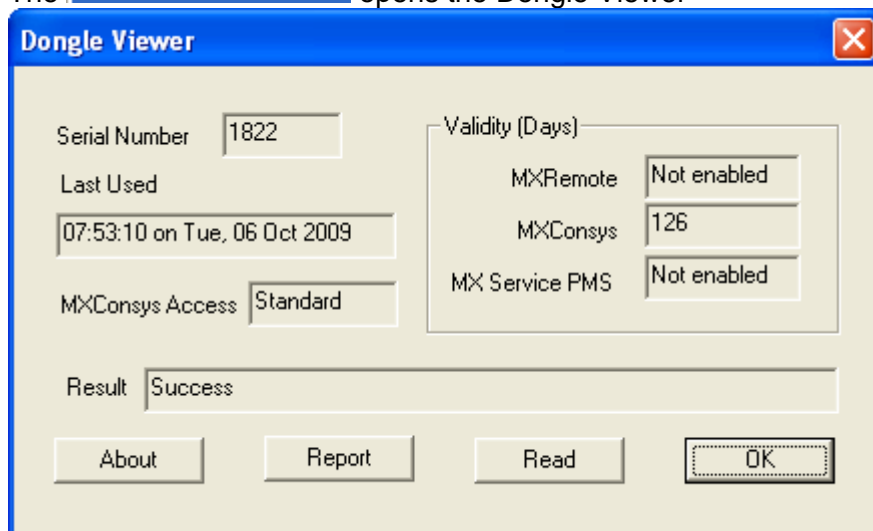 The opens the Dongle Viewer
Dongle Viewer
Serial Number 1822
Last Used
07:53:10 on Tue, 06 Oct 2009
MXConsys Access Standard
Validity (Days)
MXRemote Not enabled
MXConsys 126
MX Service PMS Not enabled
Result Success
About Report Read OK